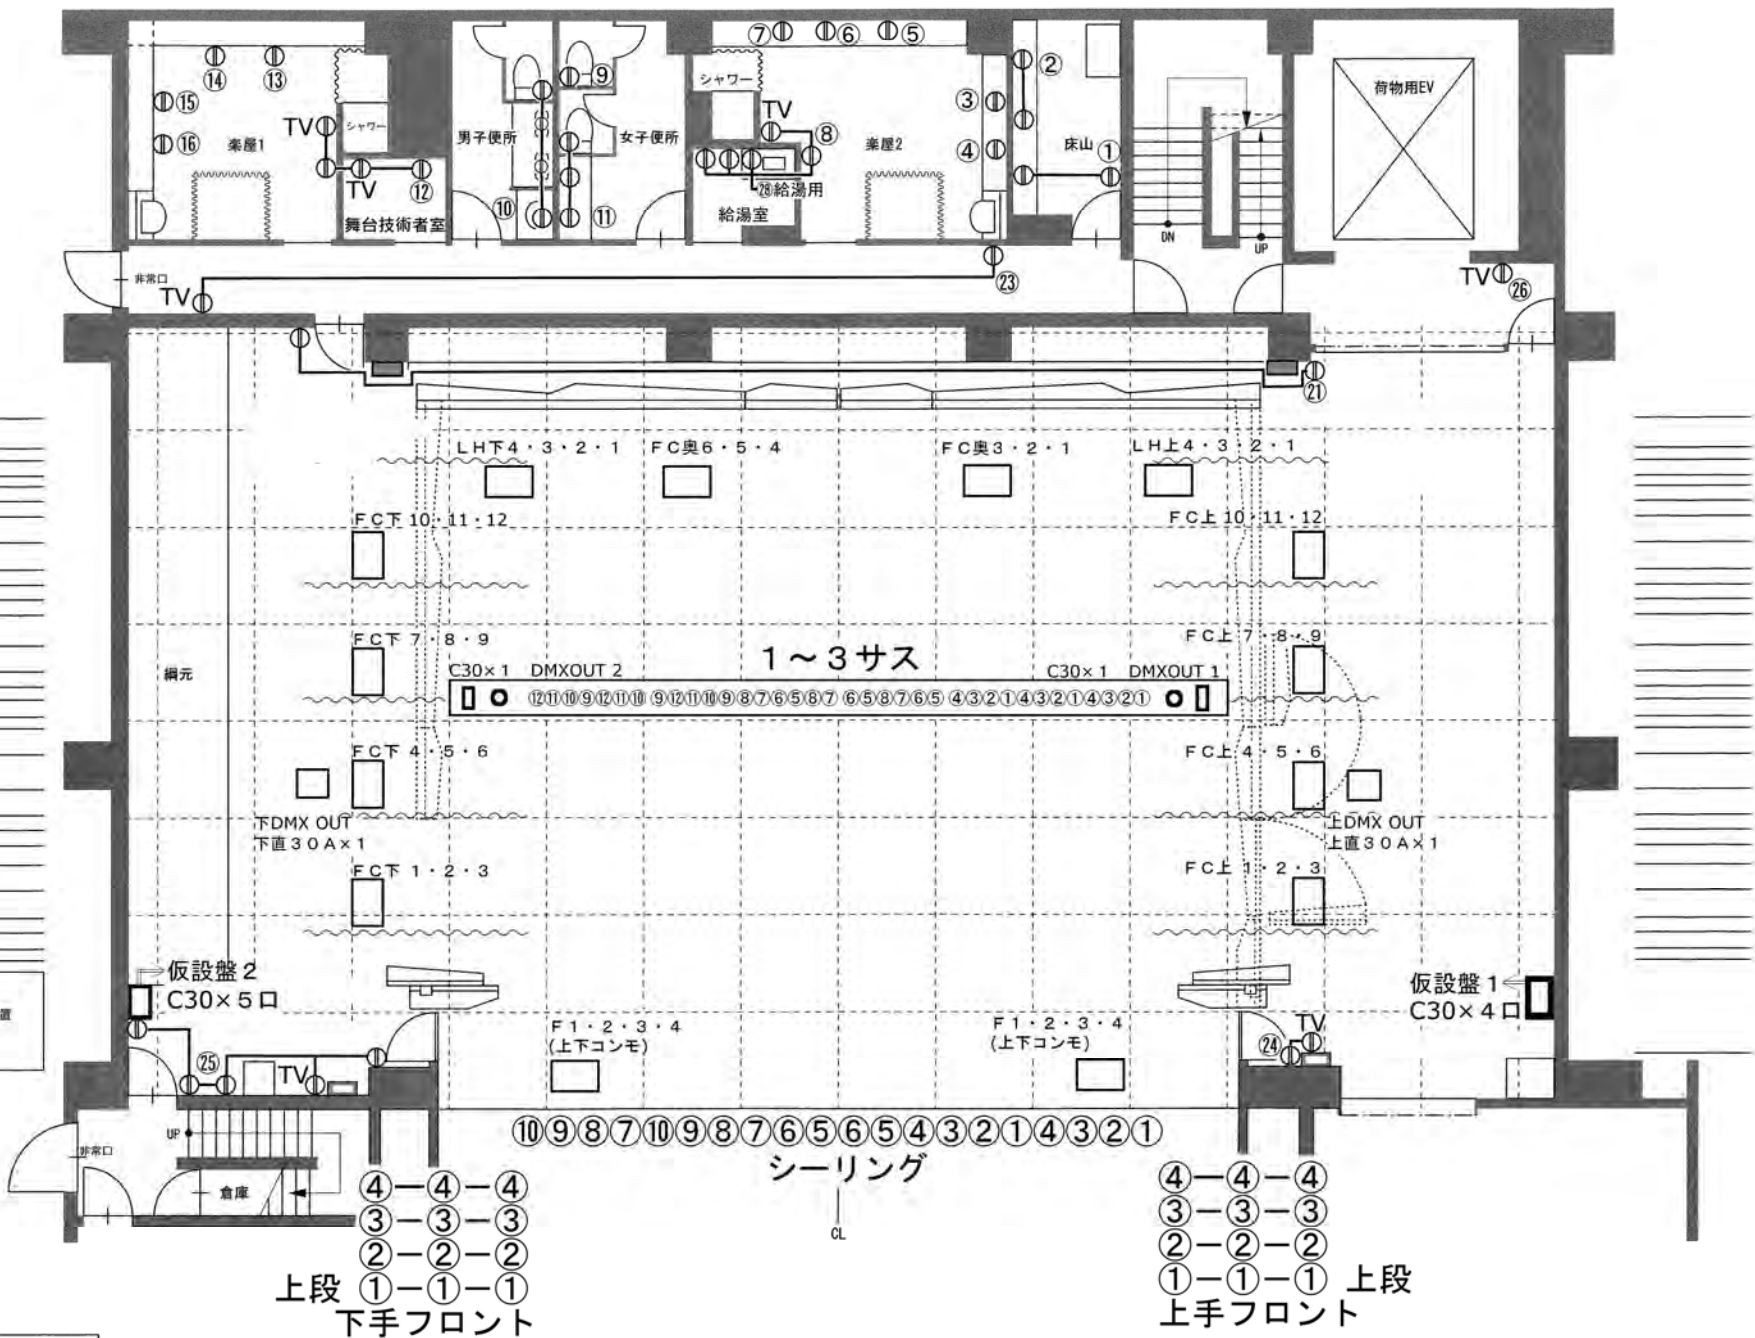 ⑦ ⑥ ⑤
⑭ ⑬
⑮
⑯
楽屋1
TV
シャワー
TV
⑫
舞台技術者室
男子便所
⑩
⑨
女子便所
⑪
シャワー
TV
⑧
㉘給湯用
給湯室
楽屋2
③
④
②
床山
①
DN
UP
荷物用EV
TV
㉖
非常口
TV
㉓
㉑
LH下4・3・2・1
FC奥6・5・4
FC奥3・2・1
LH上4・3・2・1
FC下10・11・12
FC上10・11・12
FC下 7・8・9
FC上 7・8・9
綱元
1～3サス
C30×1 DMXOUT 2
C30×1 DMXOUT 1
⑫⑪⑩⑨⑫⑪⑩ ⑨⑫⑪⑩⑨⑧⑦⑥⑤⑧⑦ ⑥⑤⑧⑦⑥⑤ ④③②①④③②①④③②①
FC下 4・5・6
FC上 4・5・6
下DMX OUT
下直30A×1
上DMX OUT
上直30A×1
FC下 1・2・3
FC上 1・2・3
仮設盤2
C30×5口
仮設盤1
C30×4口
置
F1・2・3・4
(上下コンモ)
F1・2・3・4
(上下コンモ)
㉕
TV
TV
㉔
⑩⑨⑧⑦⑩⑨⑧⑦⑥⑤⑥⑤④③②①④③②①
シーリング
CL
UP
非常口
倉庫
④－④－④
③－③－③
②－②－②
上段 ①－①－①
下手フロント
④－④－④
③－③－③
②－②－②
①－①－① 上段
上手フロント